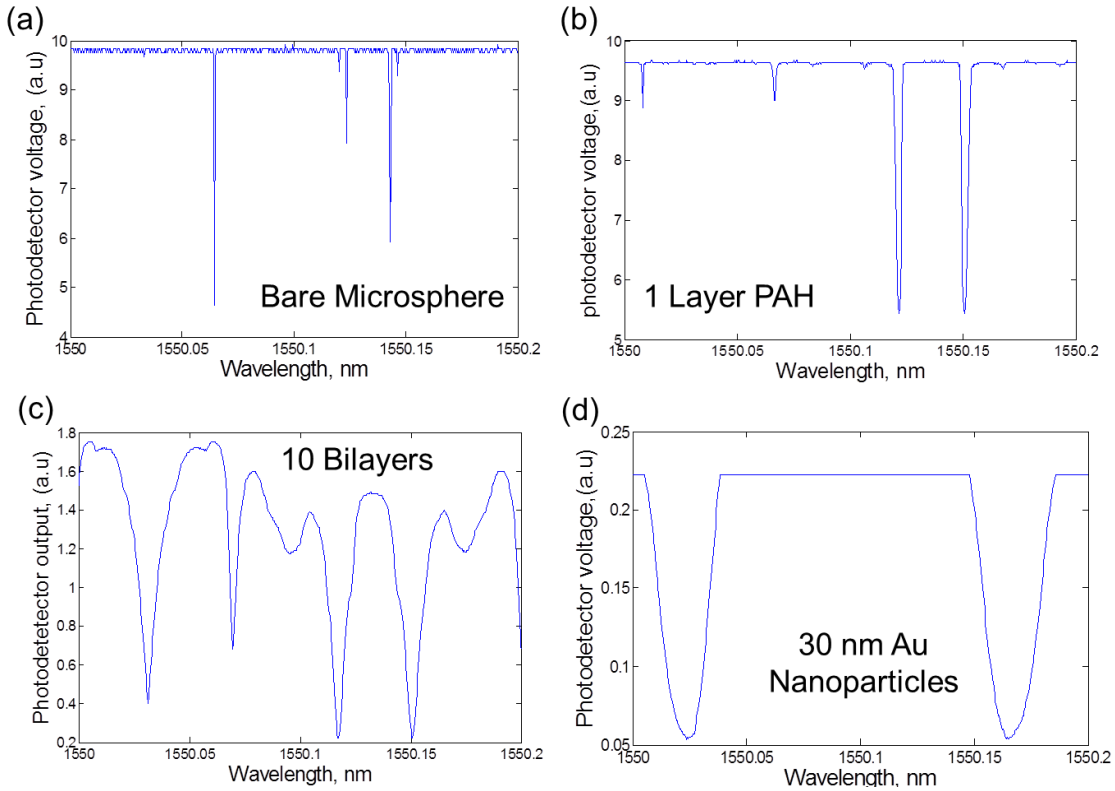 (a)
Photodetector voltage, (a.u)
10
9
8
7
6
5
4
1550
1550.05
1550.1
1550.15
1550.2
Wavelength, nm
Bare Microsphere
(b)
photodetector voltage,(a.u)
10
9
8
7
6
5
1550
1550.05
1550.1
1550.15
1550.2
Wavelength, nm
1 Layer PAH
(c)
Photodetector output, (a.u)
1.8
1.6
1.4
1.2
1
0.8
0.6
0.4
0.2
1550
1550.05
1550.1
1550.15
1550.2
Wavelength, nm
10 Bilayers
(d)
Photodetector voltage,(a.u)
0.25
0.2
0.15
0.1
0.05
1550
1550.05
1550.1
1550.15
1550.2
Wavelength, nm
30 nm Au
Nanoparticles